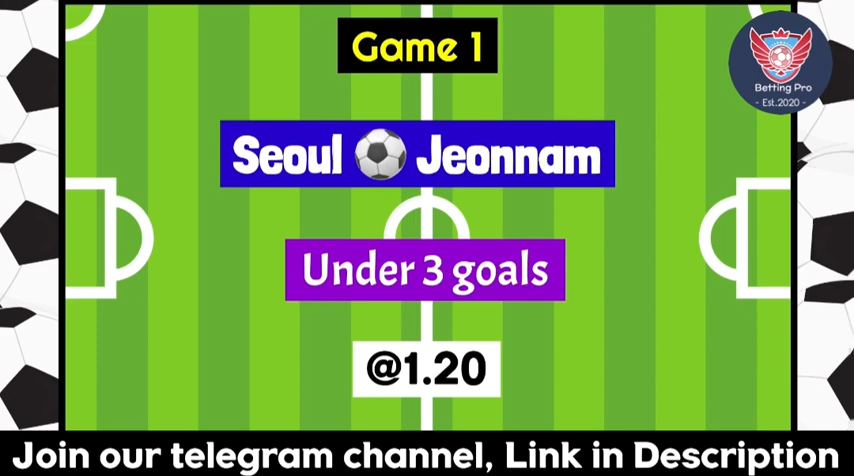 Game 1
Betting Pro
- Est.2020 -
Seoul ⚽ Jeonnam
Under 3 goals
@1.20
Join our telegram channel, Link in Description